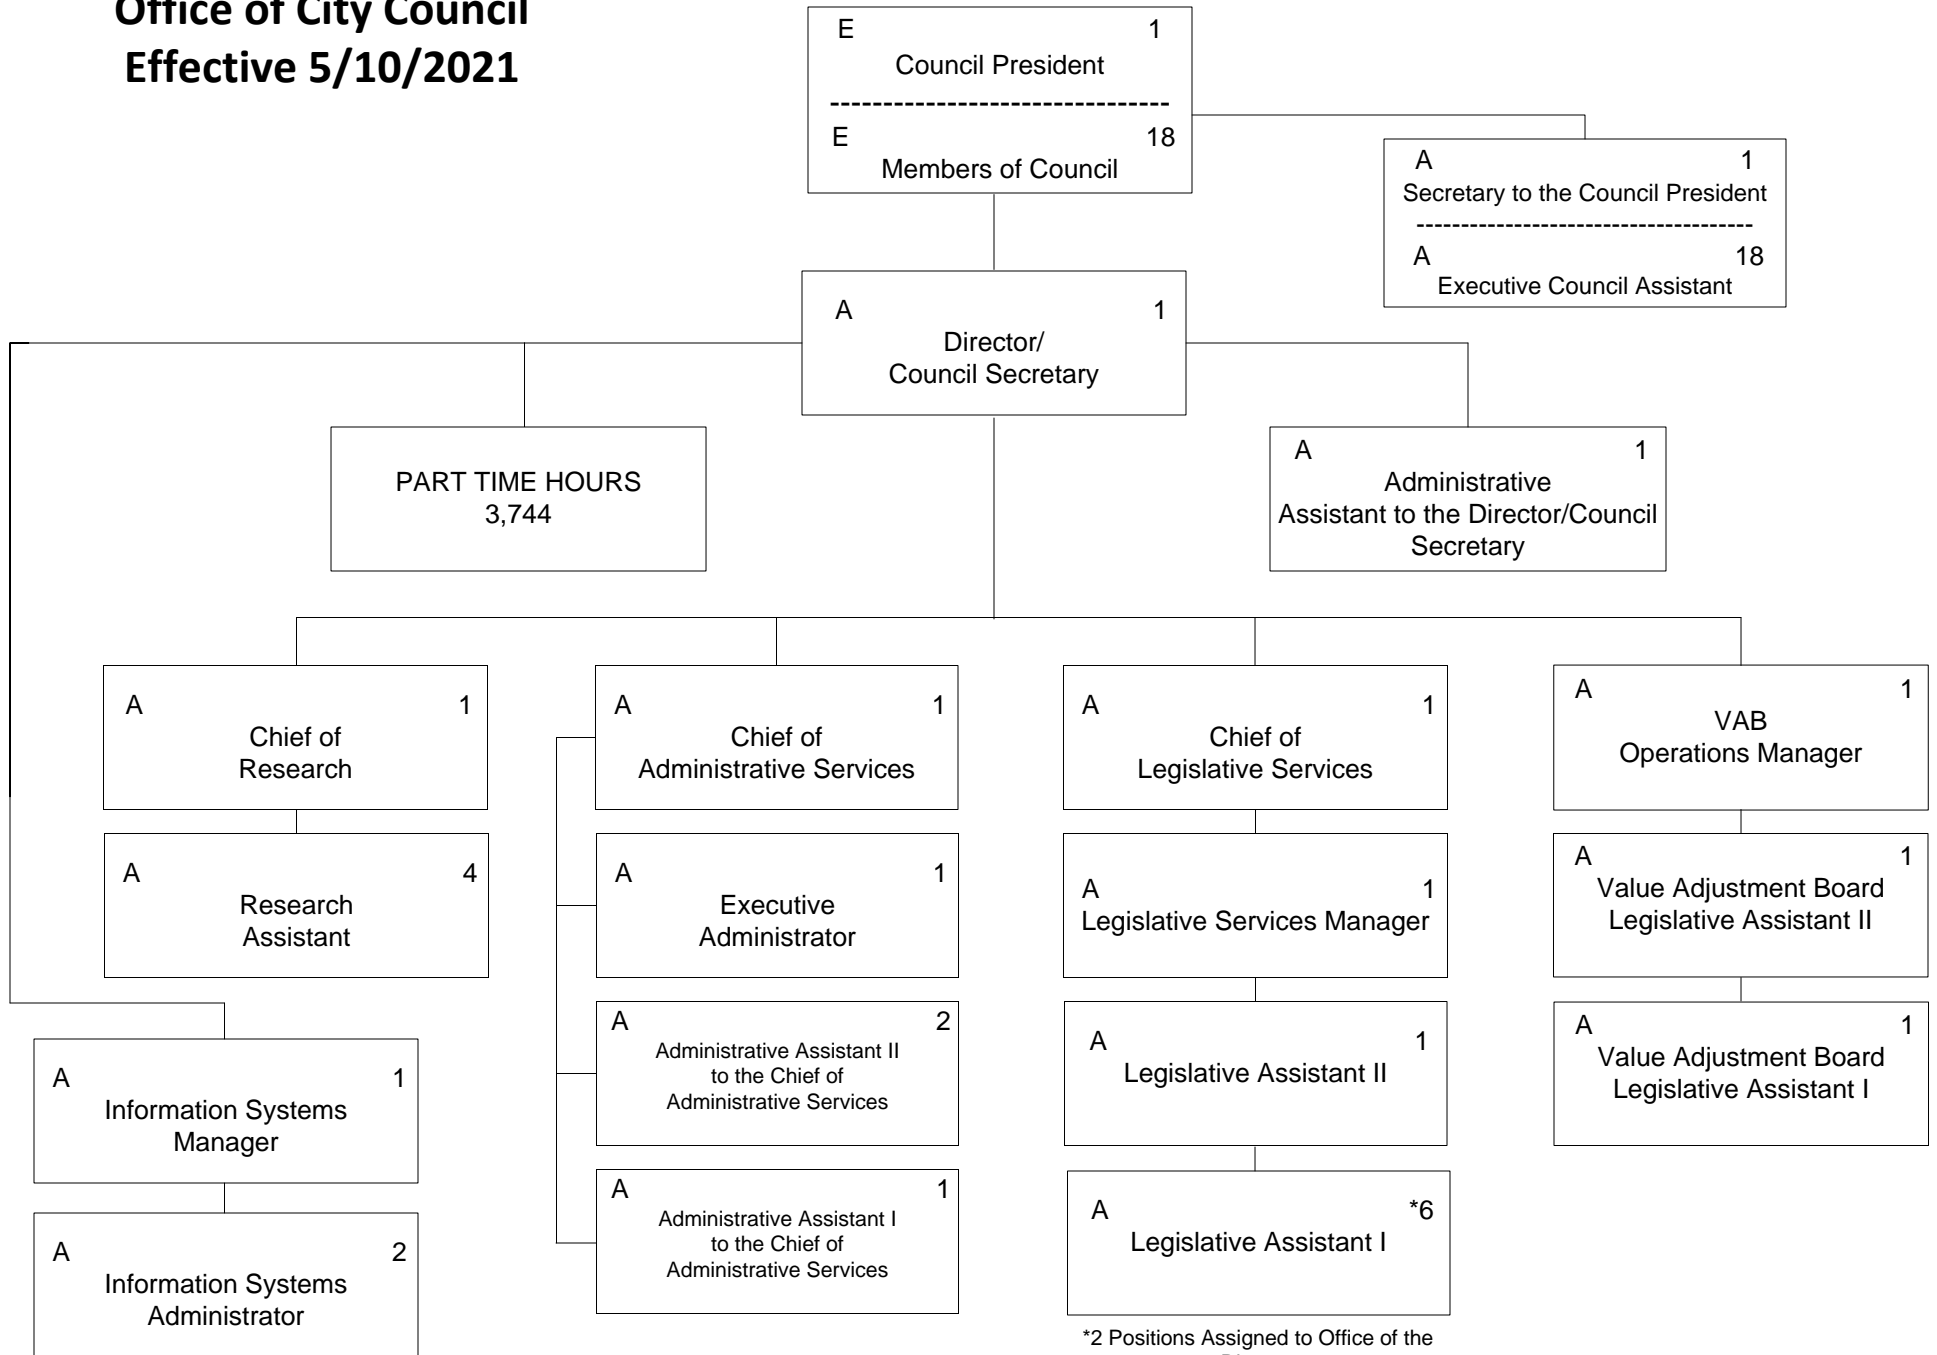 Office of City Council
Effective 5/10/2021
E 1
Council President
--------------------------------
E 18
Members of Council
A 1
Secretary to the Council President
--------------------------------------
A 18
Executive Council Assistant
A 1
Director/
Council Secretary
PART TIME HOURS
3,744
A 1
Administrative
Assistant to the Director/Council
Secretary
A 1
Chief of
Research
A 4
Research
Assistant
A 1
Chief of
Administrative Services
A 1
Executive
Administrator
A 2
Administrative Assistant II
to the Chief of
Administrative Services
A 1
Administrative Assistant I
to the Chief of
Administrative Services
A 1
Chief of
Legislative Services
A 1
Legislative Services Manager
A 1
Legislative Assistant II
A *6
Legislative Assistant I
*2 Positions Assigned to Office of the
A 1
VAB
Operations Manager
A 1
Value Adjustment Board
Legislative Assistant II
A 1
Value Adjustment Board
Legislative Assistant I
A 1
Information Systems
Manager
A 2
Information Systems
Administrator